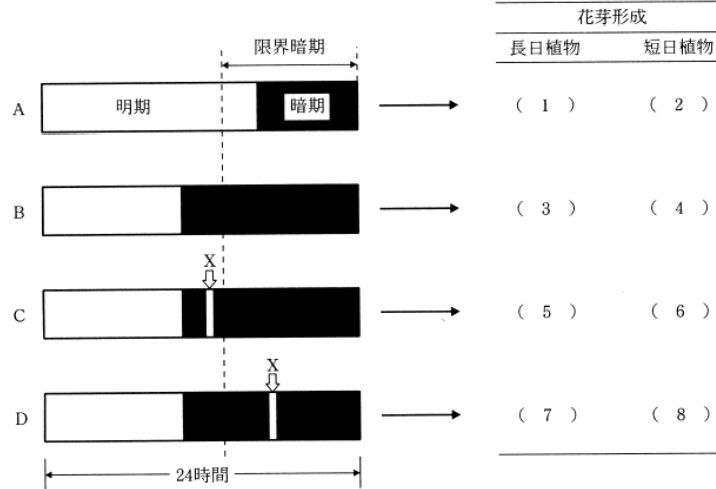 花芽形成
限界暗期
長日植物 短日植物
A 明期 暗期 ( 1 ) ( 2 )
B ( 3 ) ( 4 )
X
C ( 5 ) ( 6 )
X
D ( 7 ) ( 8 )
24時間